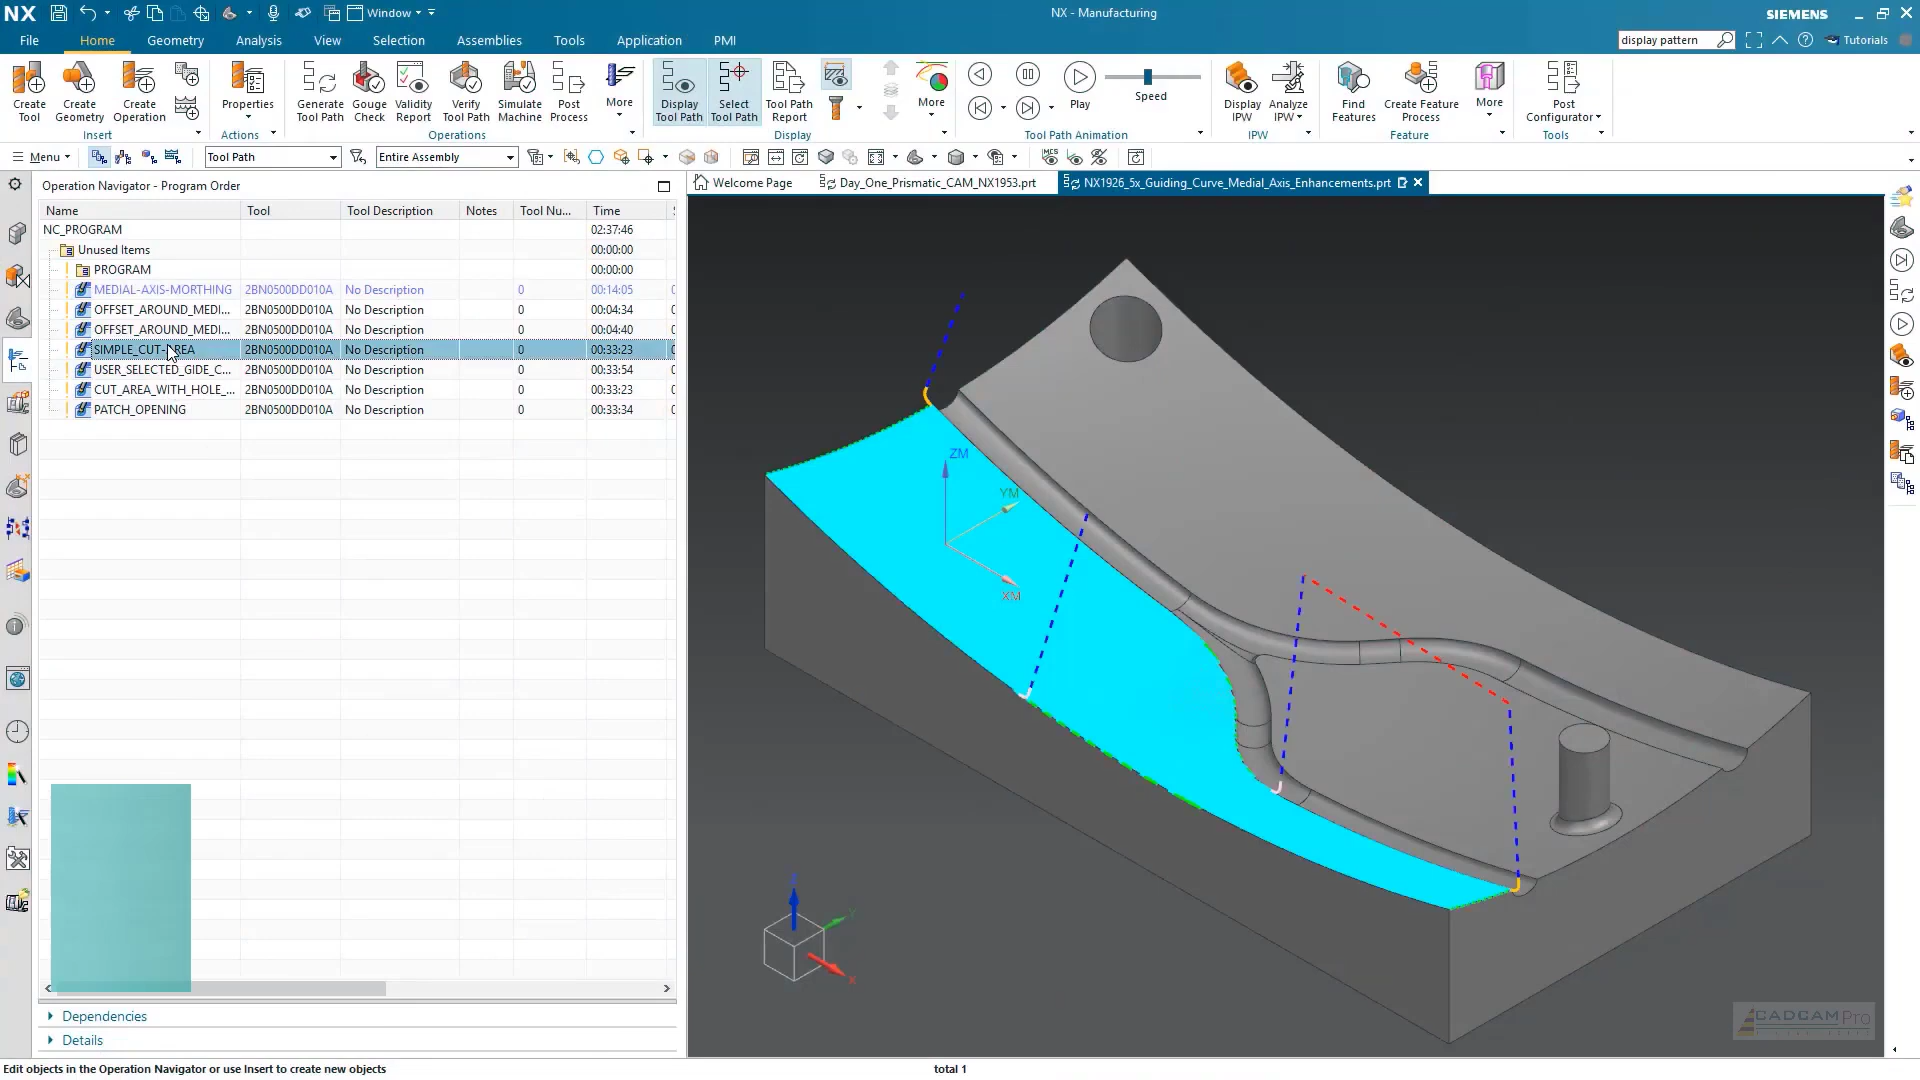 NX
Window
NX - Manufacturing
SIEMENS
File
Home
Geometry
Analysis
View
Selection
Assemblies
Tools
Application
PMI
display pattern
Tutorials
Create Tool
Create Geometry
Create Operation
Properties
Generate Tool Path
Gouge Check
Validity Report
Verify Tool Path
Simulate Machine
Post Process
More
Display Tool Path
Select Tool Path
Tool Path Report
More
Play
Speed
Display IPW
Analyze IPW
Find Features
Create Feature Process
More
Post Configurator
Insert
Actions
Operations
Display
Tool Path Animation
IPW
Feature
Tools
Menu
Tool Path
Entire Assembly
MCS
Operation Navigator - Program Order
Welcome Page
Day_One_Prismatic_CAM_NX1953.prt
NX1926_5x_Guiding_Curve_Medial_Axis_Enhancements.prt
Name Tool Tool Description Notes Tool Nu... Time
NC_PROGRAM 02:37:46
Unused Items 00:00:00
PROGRAM 00:00:00
MEDIAL-AXIS-MORTHING 2BN0500DD010A No Description 0 00:14:05
OFFSET_AROUND_MEDI... 2BN0500DD010A No Description 0 00:04:34
OFFSET_AROUND_MEDI... 2BN0500DD010A No Description 0 00:04:40
SIMPLE_CUT-AREA 2BN0500DD010A No Description 0 00:33:23
USER_SELECTED_GIDE_C... 2BN0500DD010A No Description 0 00:33:54
CUT_AREA_WITH_HOLE_... 2BN0500DD010A No Description 0 00:33:23
PATCH_OPENING 2BN0500DD010A No Description 0 00:33:34
ZM
YM
XM
Z
Y
X
CADCAMPro
Dependencies
Details
Edit objects in the Operation Navigator or use Insert to create new objects
total 1